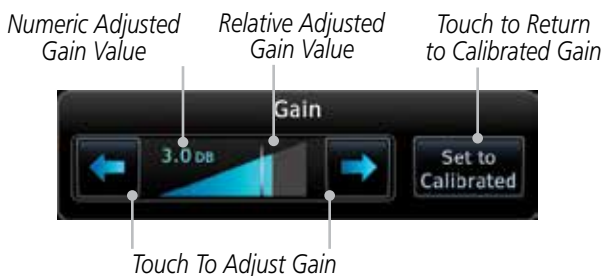 Numeric Adjusted
Gain Value
Relative Adjusted
Gain Value
Touch to Return
to Calibrated Gain
Gain
3.0 DB
Set to
Calibrated
Touch To Adjust Gain